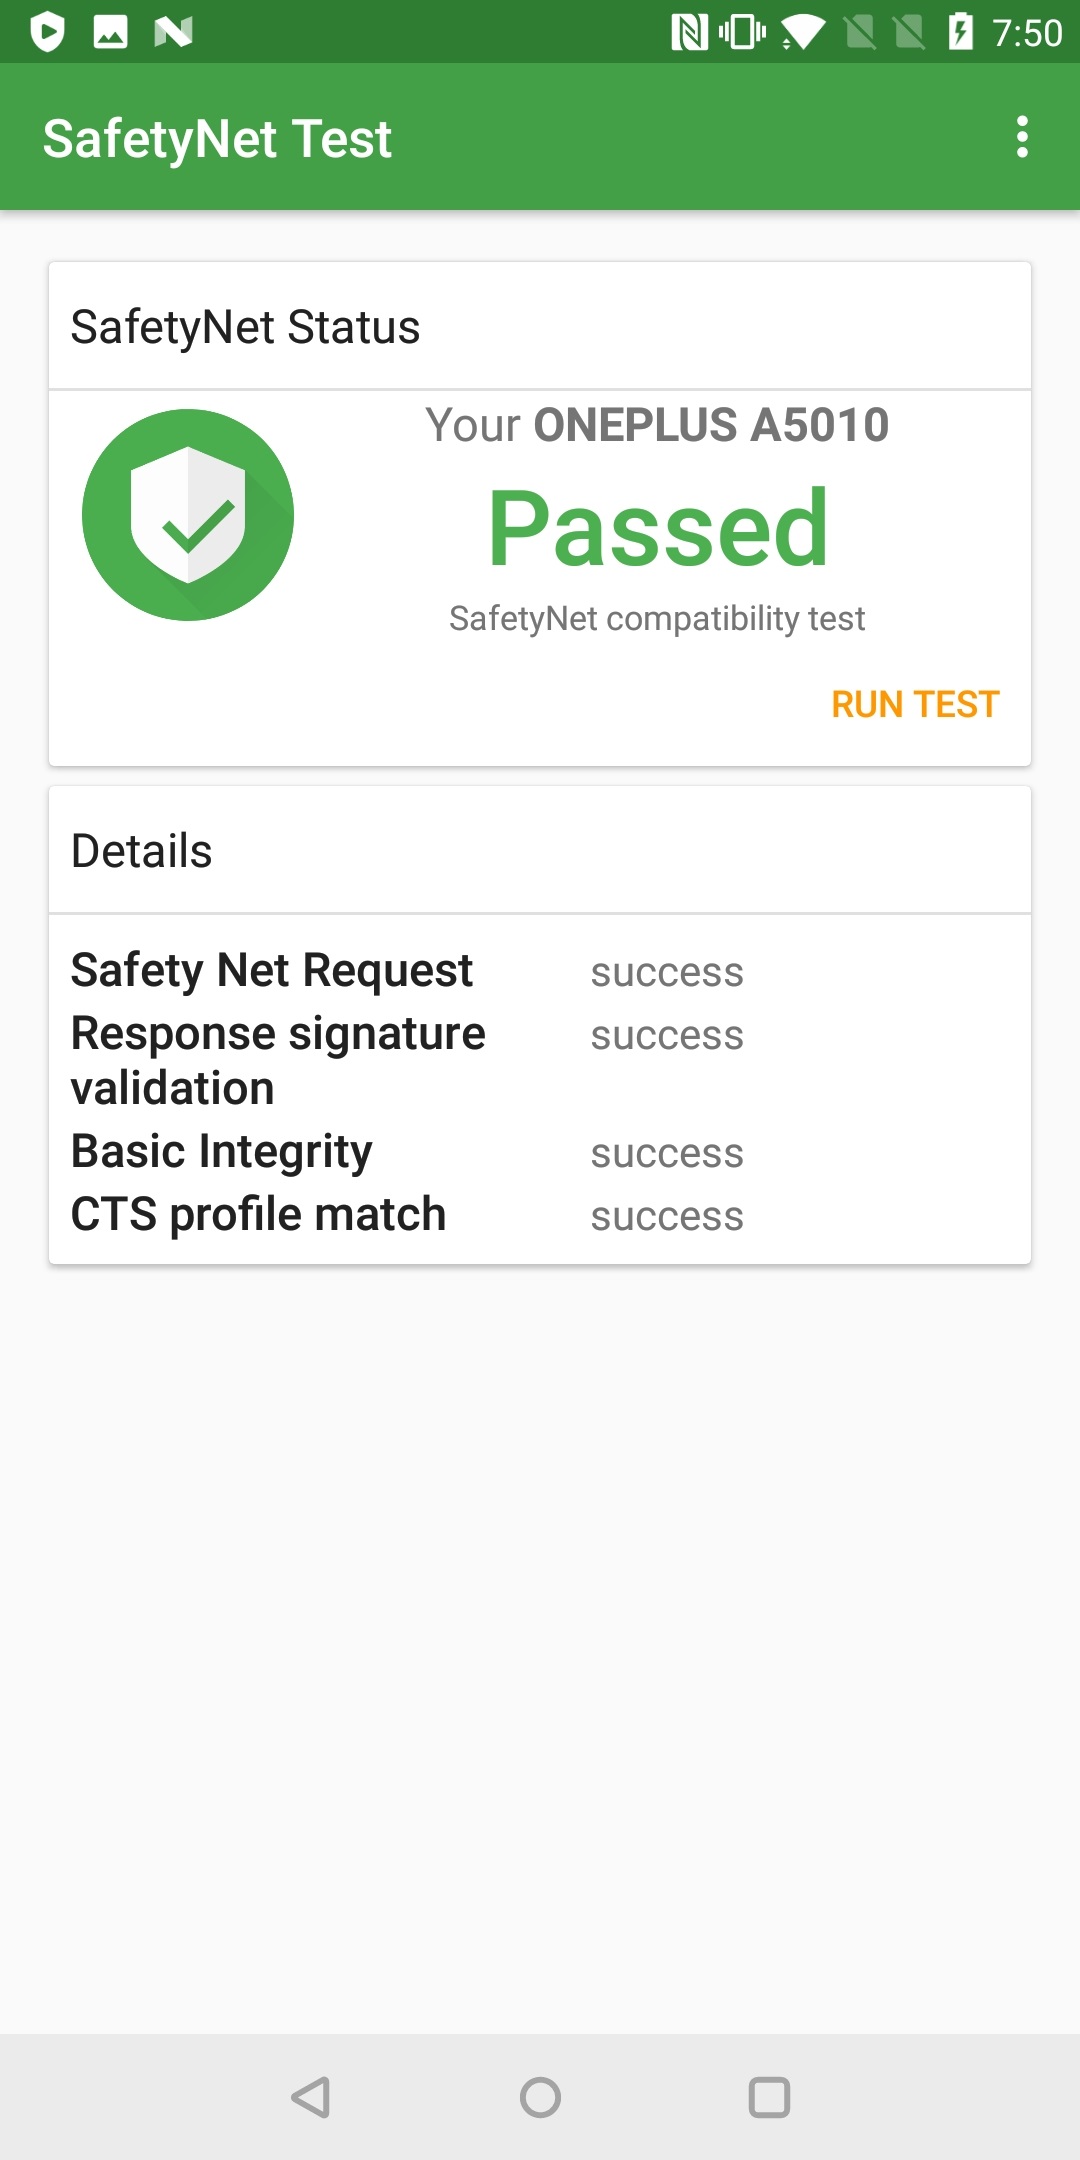 7:50
SafetyNet Test
SafetyNet Status
Your ONEPLUS A5010
Passed
SafetyNet compatibility test
RUN TEST
Details
Safety Net Request success
Response signature success
validation
Basic Integrity success
CTS profile match success